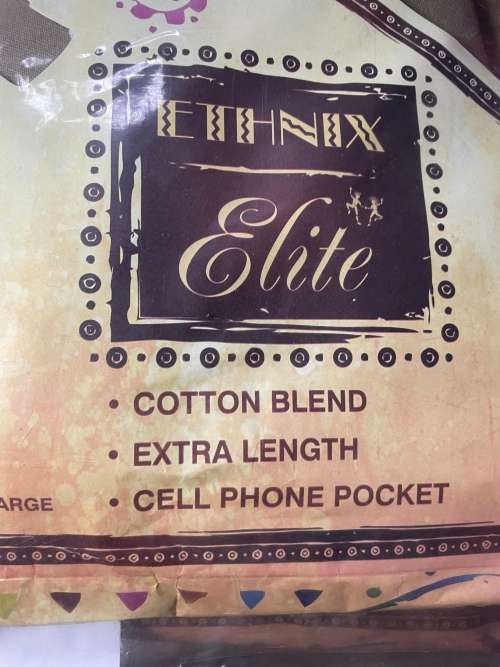 ETHNIX
Elite
• COTTON BLEND
• EXTRA LENGTH
ARGE
• CELL PHONE POCKET